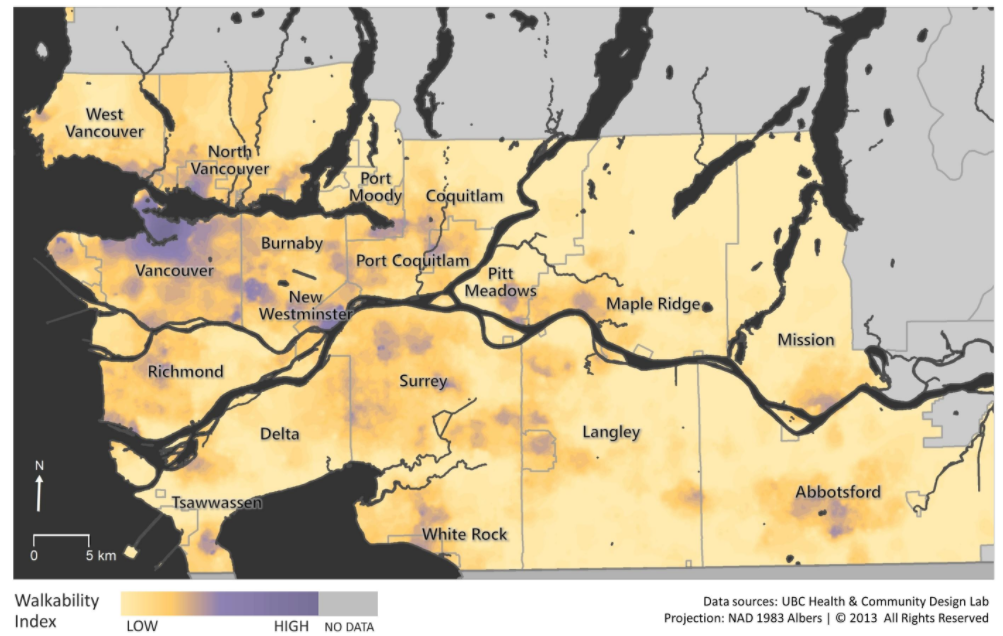 West
Vancouver
North
Vancouver
Port
Moody
Coquitlam
Burnaby
Port Coquitlam
Vancouver
Pitt
Meadows
New
Westminster
Maple Ridge
Mission
Richmond
Surrey
Delta
Langley
N
Abbotsford
Tsawwassen
White Rock
0 5 km
Walkability
Index
LOW HIGH NO DATA
Data sources: UBC Health & Community Design Lab
Projection: NAD 1983 Albers | © 2013 All Rights Reserved